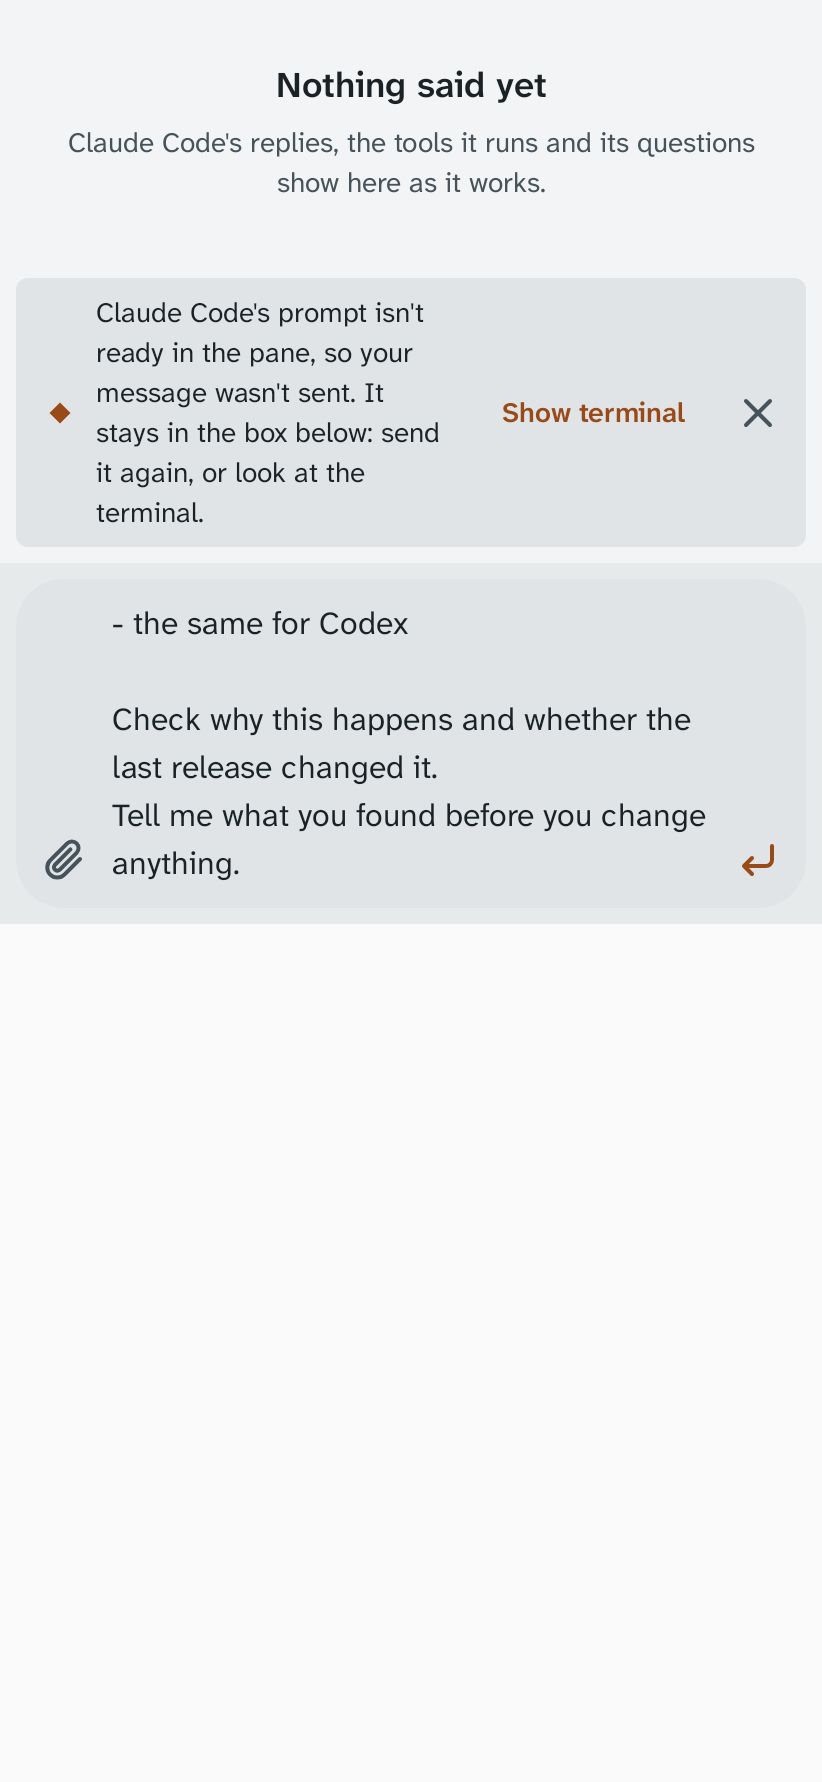 Nothing said yet
Claude Code's replies, the tools it runs and its questions
show here as it works.
Claude Code's prompt isn't
ready in the pane, so your
message wasn't sent. It
stays in the box below: send
it again, or look at the
terminal.
Show terminal
- the same for Codex
Check why this happens and whether the
last release changed it.
Tell me what you found before you change
anything.